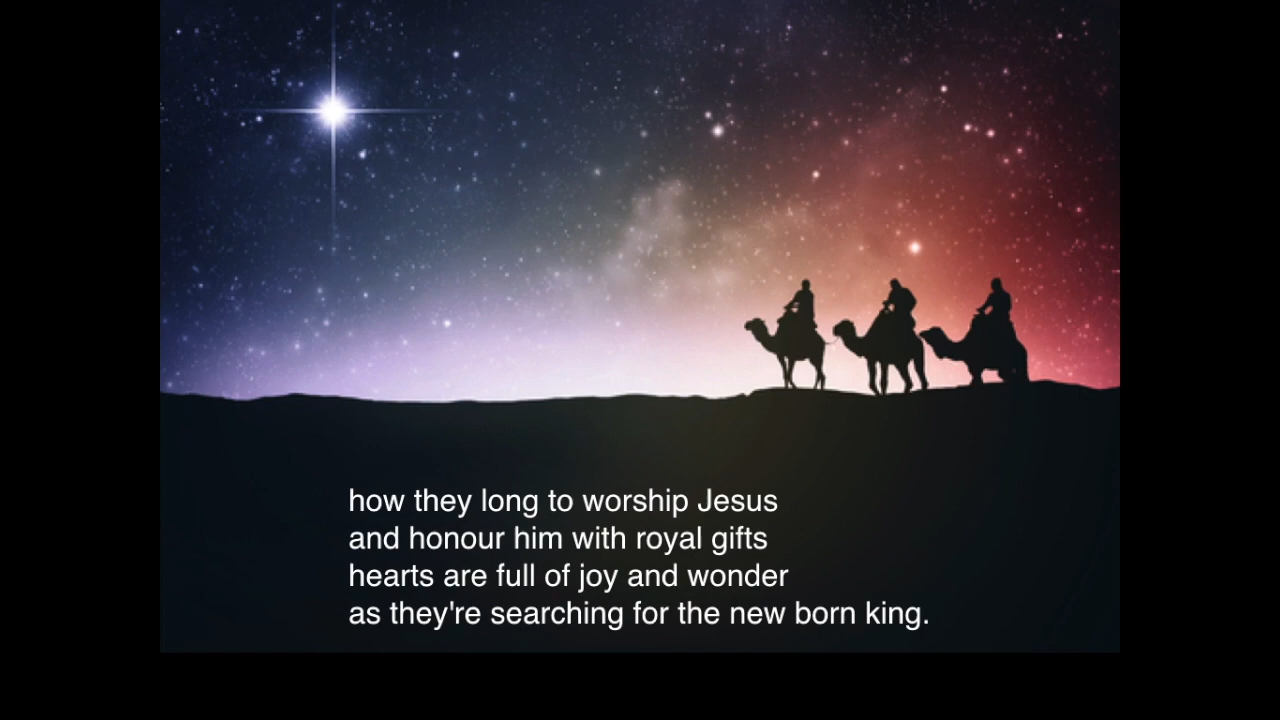 how they long to worship Jesus
and honour him with royal gifts
hearts are full of joy and wonder
as they're searching for the new born king.